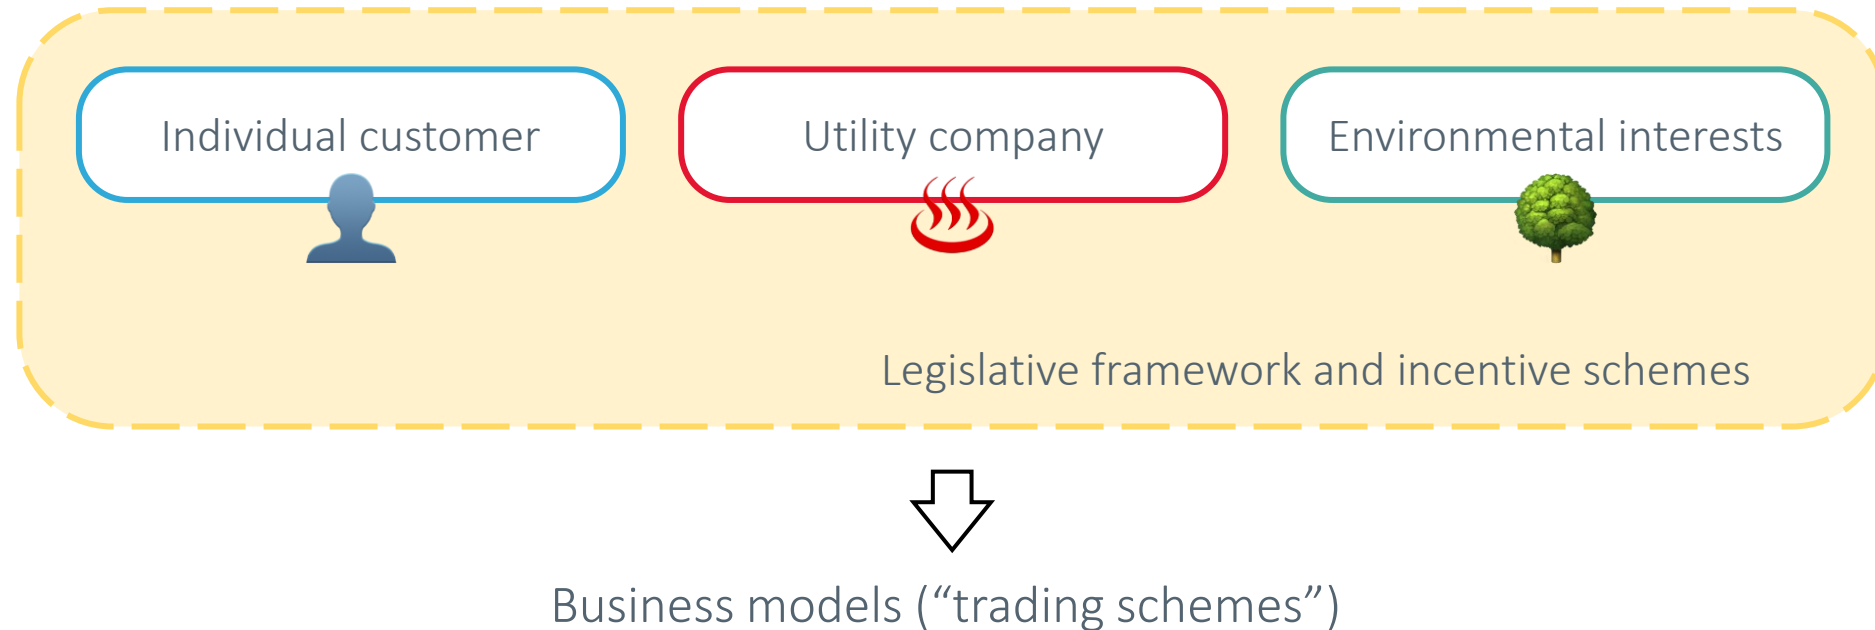 Individual customer
Utility company
Environmental interests
Legislative framework and incentive schemes
Business models (“trading schemes”)